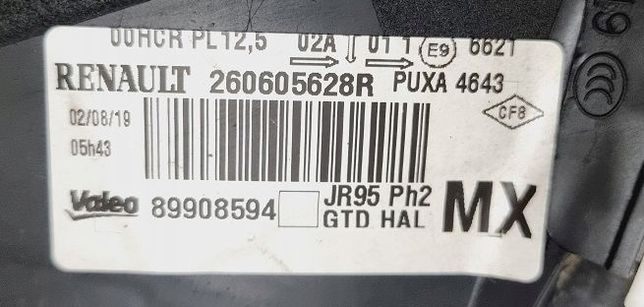 00HCR PL12,5 02A 01 1 E9 6621
RENAULT 260605628R PUXA 4643
02/08/19
CF8
05h43
Valeo 89908594 JR95 Ph2
GTD HAL MX